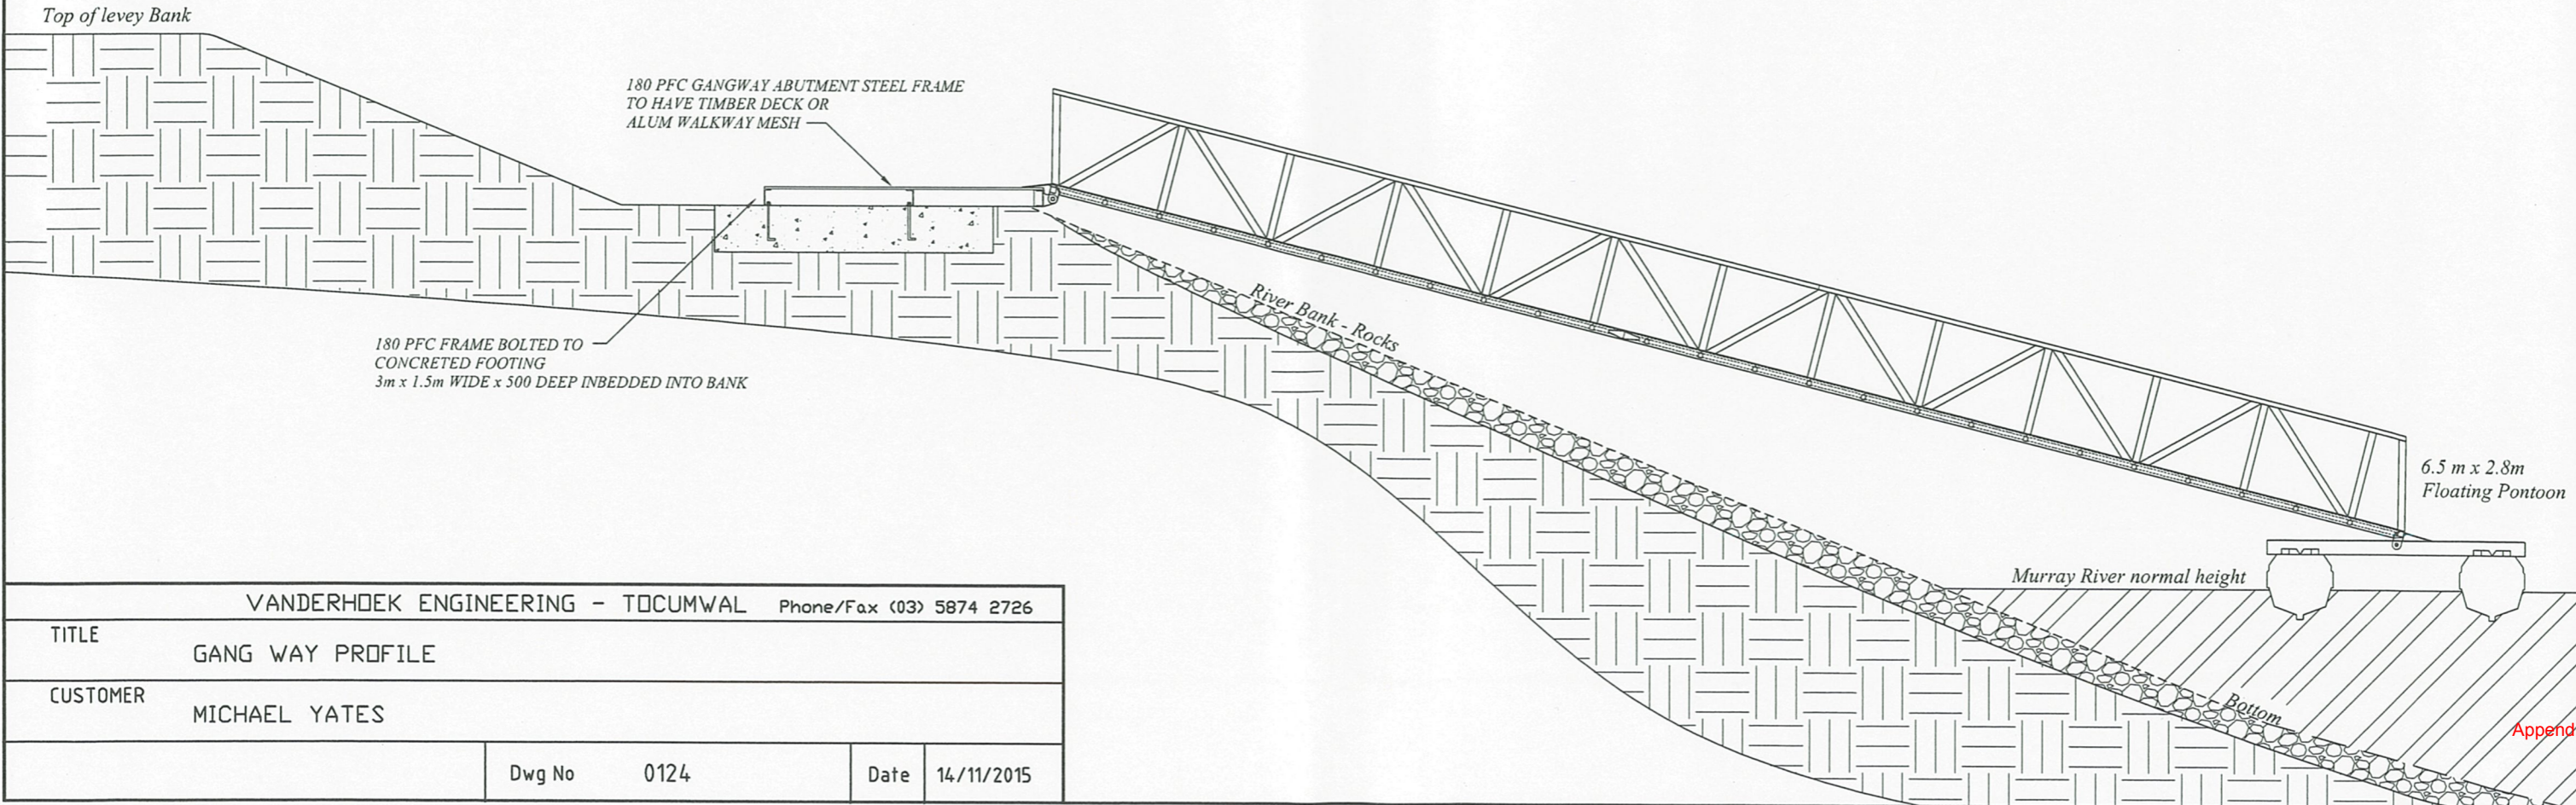 Top of levey Bank
180 PFC GANGWAY ABUTMENT STEEL FRAME
TO HAVE TIMBER DECK OR
ALUM WALKWAY MESH
River Bank - Rocks
180 PFC FRAME BOLTED TO
CONCRETED FOOTING
3m x 1.5m WIDE x 500 DEEP INBEDDED INTO BANK
6.5 m x 2.8m
Floating Pontoon
Murray River normal height
Bottom
Append
VANDERHOEK ENGINEERING - TOCUMWAL Phone/Fax (03) 5874 2726
TITLE
GANG WAY PROFILE
CUSTOMER
MICHAEL YATES
Dwg No 0124 Date 14/11/2015